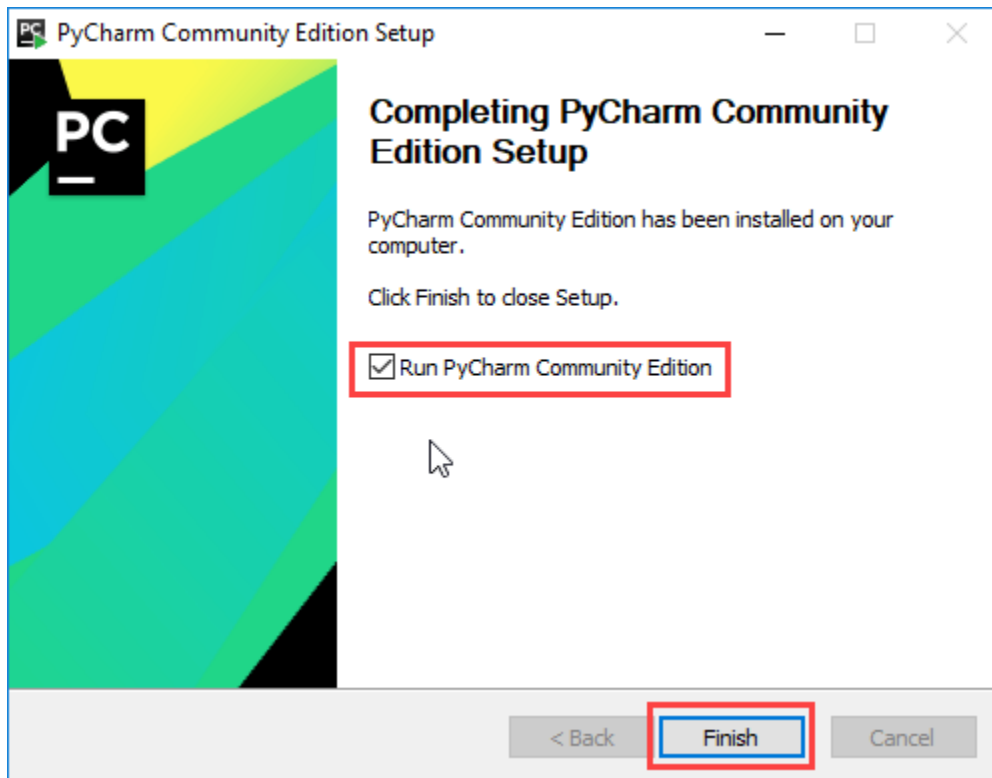 PyCharm Community Edition Setup
PC
Completing PyCharm Community
Edition Setup
PyCharm Community Edition has been installed on your
computer.
Click Finish to close Setup.
Run PyCharm Community Edition
< Back Finish Cancel